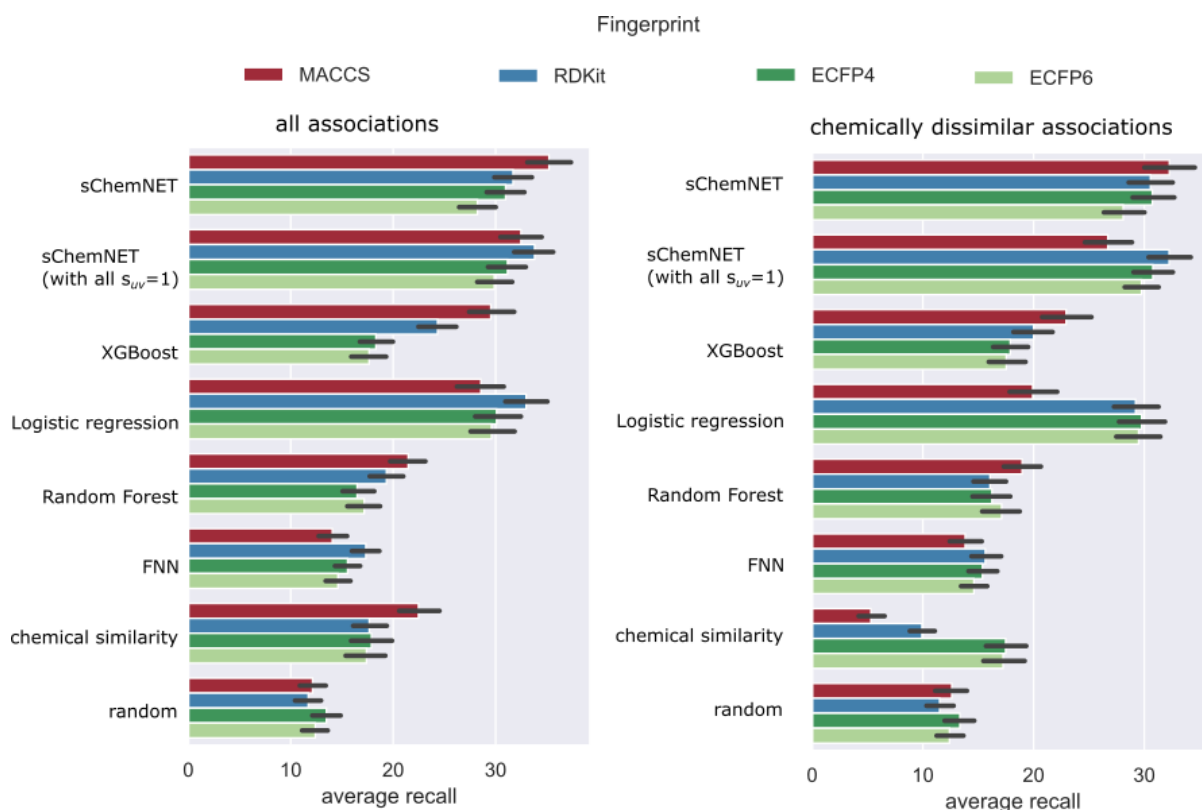 Fingerprint
MACCS RDKit ECFP4 ECFP6
all associations
sChemNET
sChemNET
(with all s_uv=1)
XGBoost
Logistic regression
Random Forest
FNN
chemical similarity
random
0 10 20 30
average recall
chemically dissimilar associations
sChemNET
sChemNET
(with all s_uv=1)
XGBoost
Logistic regression
Random Forest
FNN
chemical similarity
random
0 10 20 30
average recall